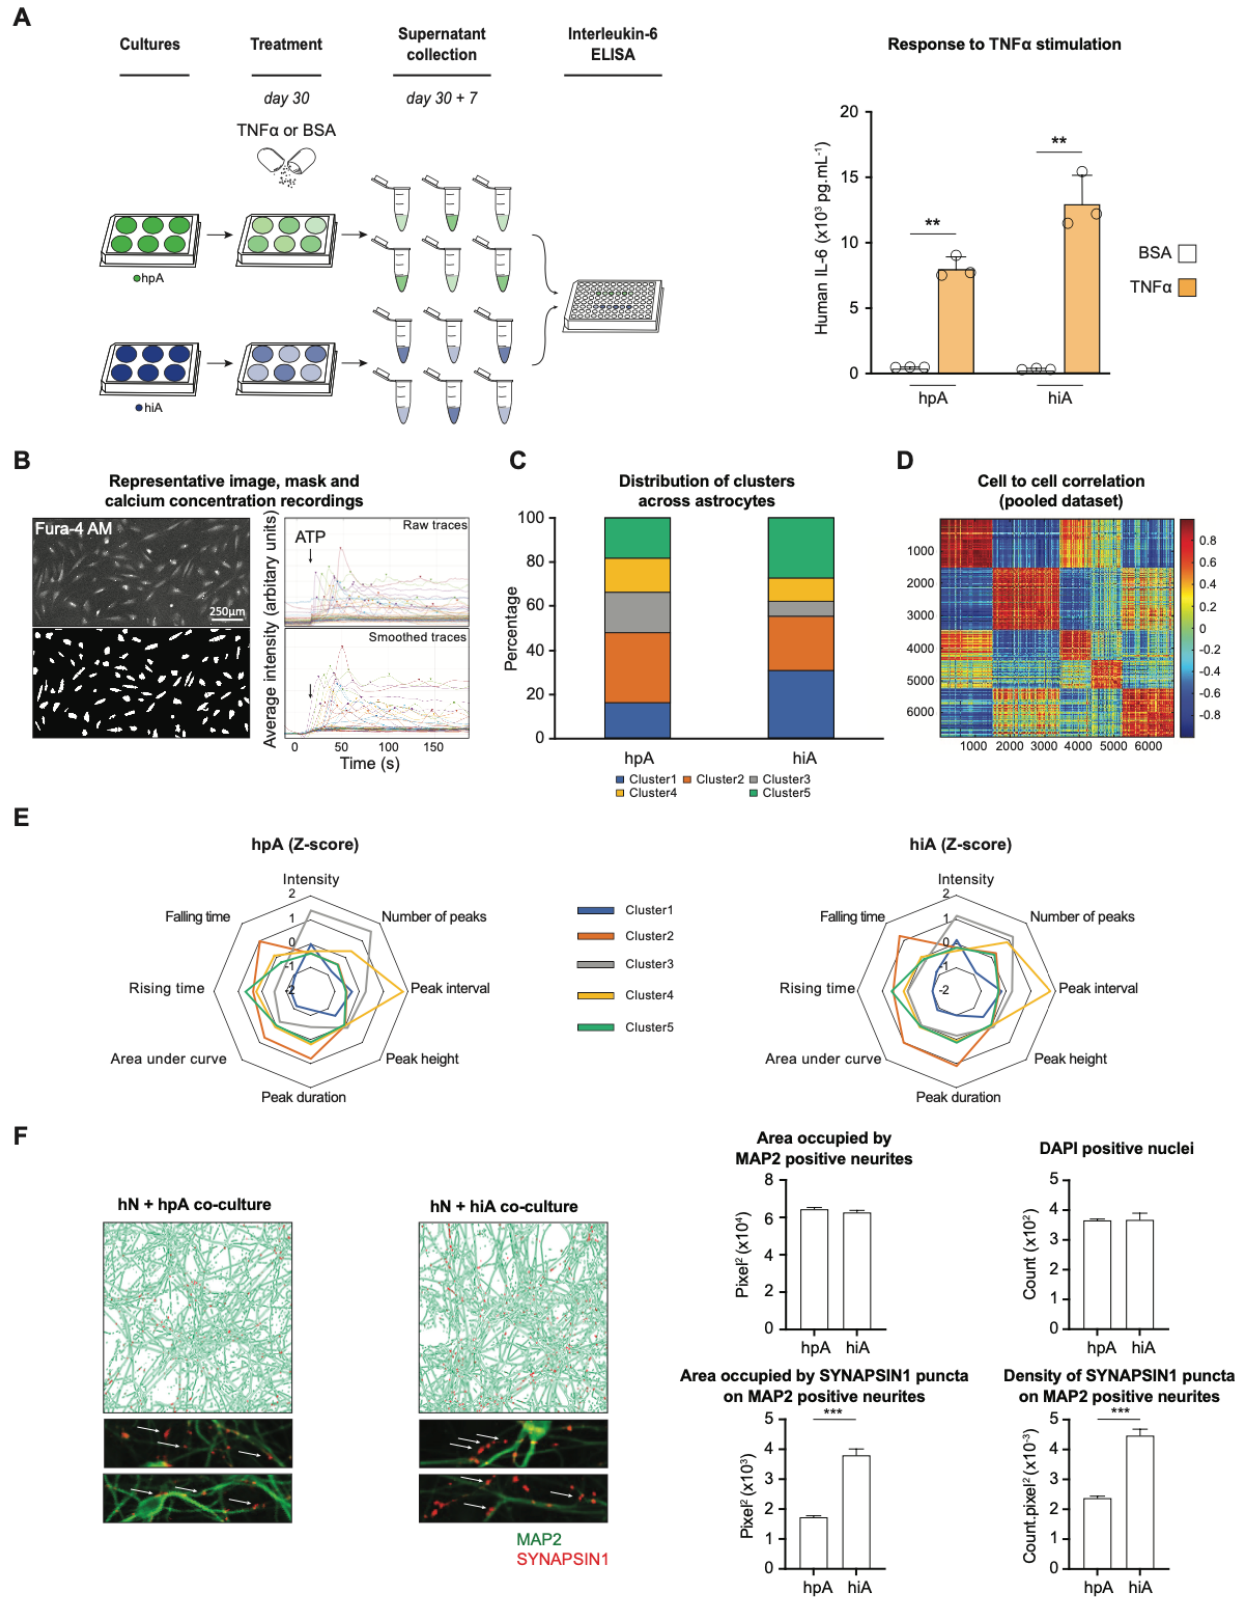 A
Cultures
Treatment
Supernatant
collection
Interleukin-6
ELISA
day 30
day 30 + 7
TNFα or BSA
hpA
hiA
Response to TNFα stimulation
Human IL-6 (x10³ pg.mL⁻¹)
20
15
10
5
0
**
**
hpA
hiA
BSA
TNFα
B
Representative image, mask and
calcium concentration recordings
Fura-4 AM
250µm
Average intensity (arbitary units)
Raw traces
ATP
Smoothed traces
0 50 100 150
Time (s)
C
Distribution of clusters
across astrocytes
Percentage
100
80
60
40
20
0
hpA
hiA
Cluster1 Cluster2 Cluster3
Cluster4 Cluster5
D
Cell to cell correlation
(pooled dataset)
1000
2000
3000
4000
5000
6000
1000 2000 3000 4000 5000 6000
0.8
0.6
0.4
0.2
0
-0.2
-0.4
-0.6
-0.8
E
hpA (Z-score)
Intensity
Number of peaks
Peak interval
Peak height
Peak duration
Area under curve
Rising time
Falling time
2
1
0
-1
-2
Cluster1
Cluster2
Cluster3
Cluster4
Cluster5
hiA (Z-score)
Intensity
Number of peaks
Peak interval
Peak height
Peak duration
Area under curve
Rising time
Falling time
2
1
0
-1
-2
F
hN + hpA co-culture
hN + hiA co-culture
MAP2
SYNAPSIN1
Area occupied by
MAP2 positive neurites
Pixel² (x10⁴)
8
6
4
2
0
hpA hiA
DAPI positive nuclei
Count (x10²)
5
4
3
2
1
0
hpA hiA
Area occupied by SYNAPSIN1 puncta
on MAP2 positive neurites
***
Pixel² (x10³)
5
4
3
2
1
0
hpA hiA
Density of SYNAPSIN1 puncta
on MAP2 positive neurites
***
Count.pixel² (x10⁻³)
5
4
3
2
1
0
hpA hiA